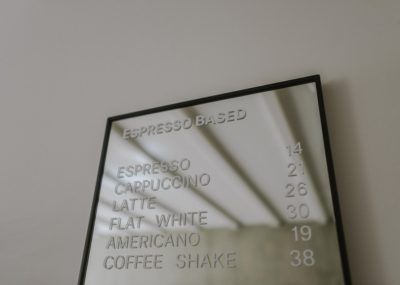 ESPRESSO BASED
ESPRESSO 14
CAPPUCCINO 21
LATTE 26
FLAT WHITE 30
AMERICANO 19
COFFEE SHAKE 38